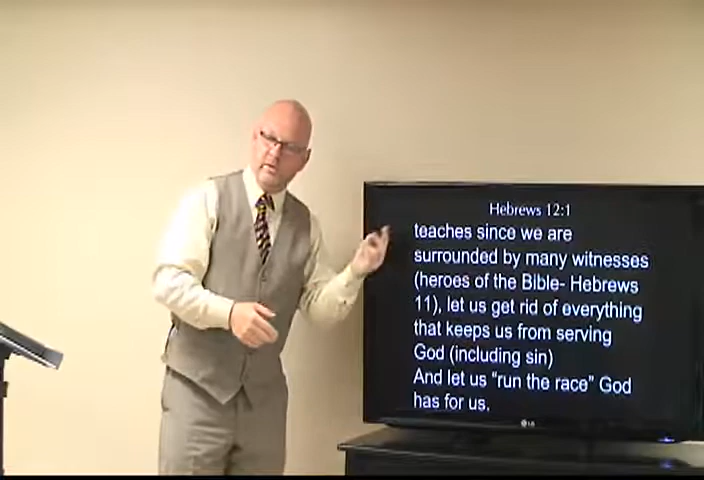 Hebrews 12:1
teaches since we are
surrounded by many witnesses
(heroes of the Bible- Hebrews
11), let us get rid of everything
that keeps us from serving
God (including sin)
And let us “run the race” God
has for us.
LG